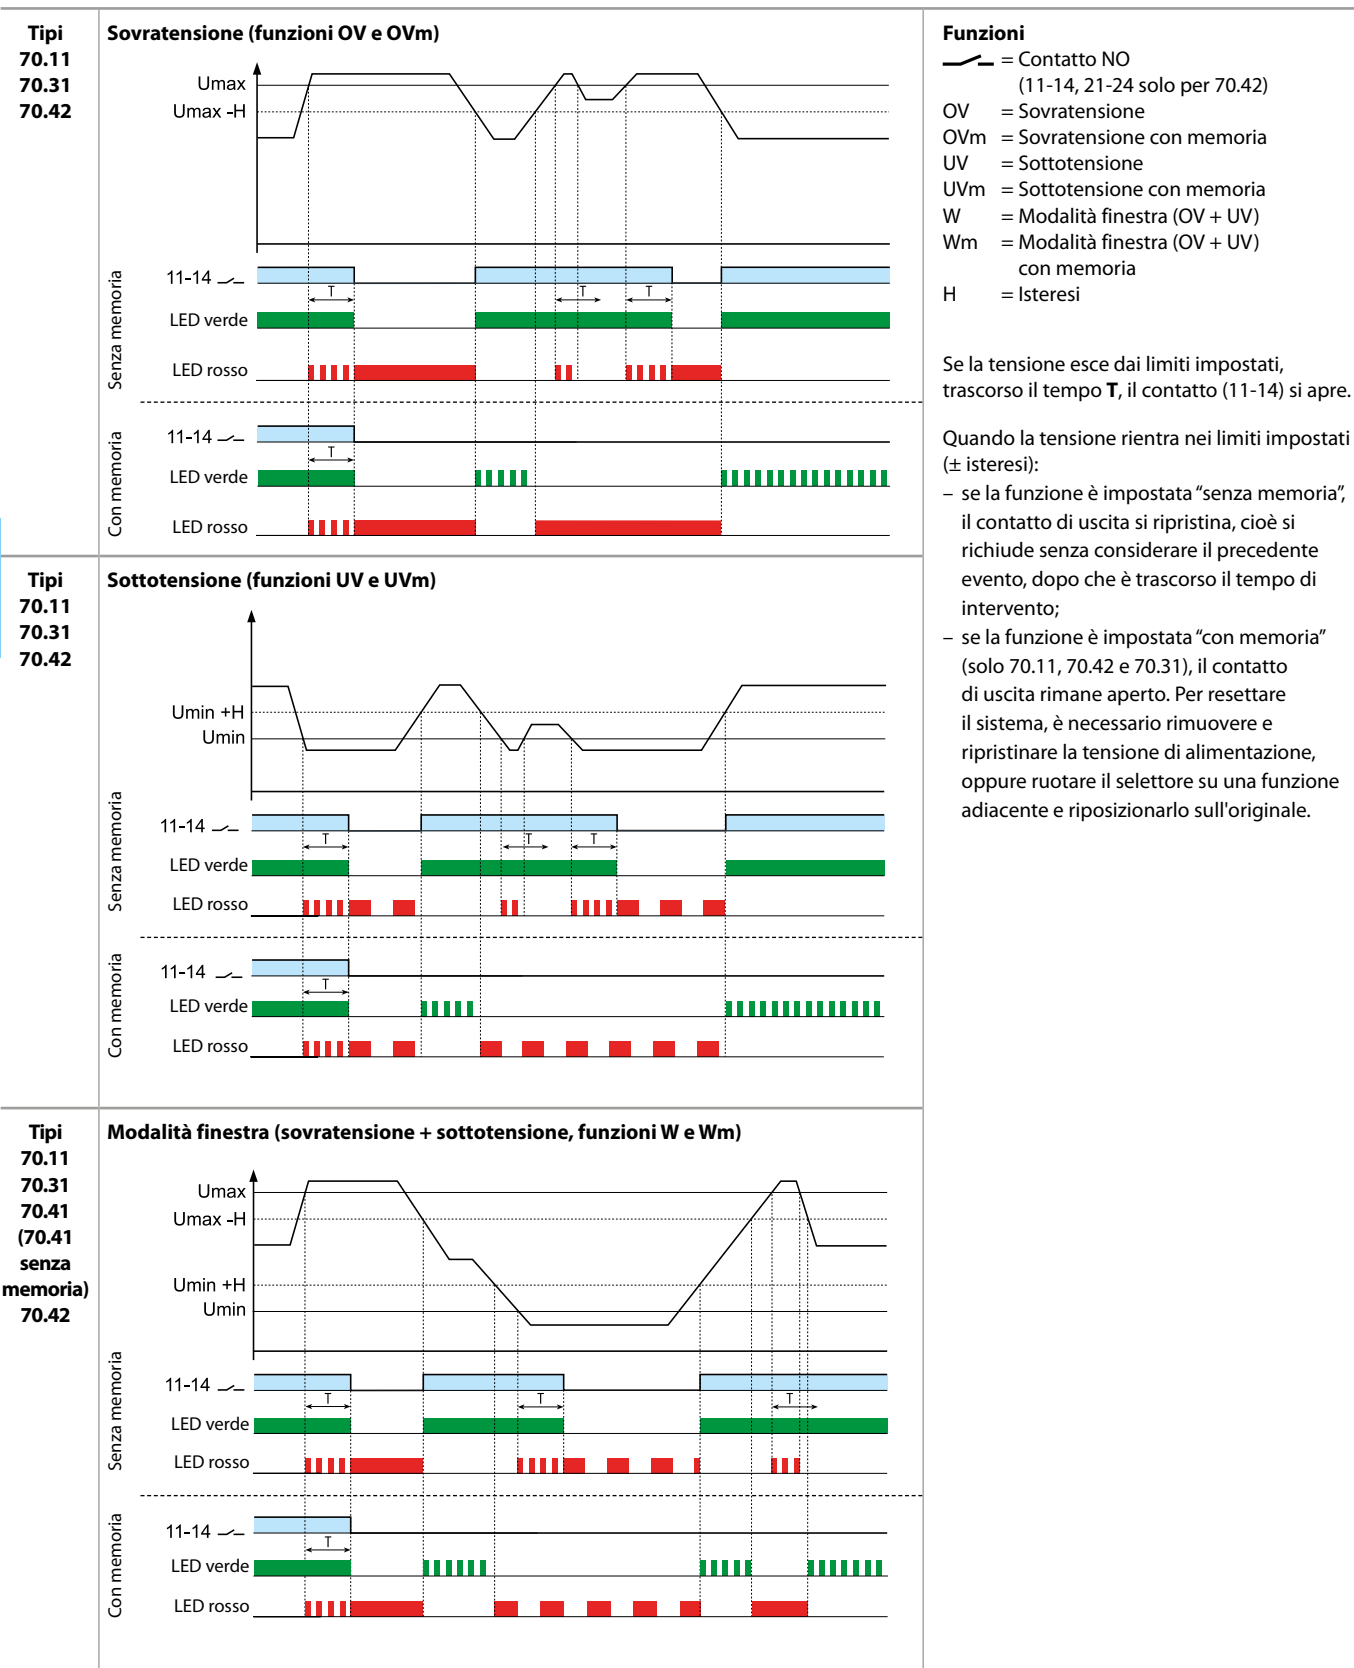 Tipi
70.11
70.31
70.42
Sovratensione (funzioni OV e OVm)
Umax
Umax -H
Senza memoria
11-14
T
T
T
LED verde
LED rosso
Con memoria
11-14
T
LED verde
LED rosso
Tipi
70.11
70.31
70.42
Sottotensione (funzioni UV e UVm)
Umin +H
Umin
Senza memoria
11-14
T
T
T
LED verde
LED rosso
Con memoria
11-14
T
LED verde
LED rosso
Tipi
70.11
70.31
70.41
(70.41
senza
memoria)
70.42
Modalità finestra (sovratensione + sottotensione, funzioni W e Wm)
Umax
Umax -H
Umin +H
Umin
Senza memoria
11-14
T
T
T
LED verde
LED rosso
Con memoria
11-14
T
LED verde
LED rosso
Funzioni
= Contatto NO
(11-14, 21-24 solo per 70.42)
OV = Sovratensione
OVm = Sovratensione con memoria
UV = Sottotensione
UVm = Sottotensione con memoria
W = Modalità finestra (OV + UV)
Wm = Modalità finestra (OV + UV)
con memoria
H = Isteresi
Se la tensione esce dai limiti impostati,
trascorso il tempo T, il contatto (11-14) si apre.
Quando la tensione rientra nei limiti impostati
(± isteresi):
– se la funzione è impostata “senza memoria”,
il contatto di uscita si ripristina, cioè si
richiude senza considerare il precedente
evento, dopo che è trascorso il tempo di
intervento;
– se la funzione è impostata “con memoria”
(solo 70.11, 70.42 e 70.31), il contatto
di uscita rimane aperto. Per resettare
il sistema, è necessario rimuovere e
ripristinare la tensione di alimentazione,
oppure ruotare il selettore su una funzione
adiacente e riposizionarlo sull'originale.